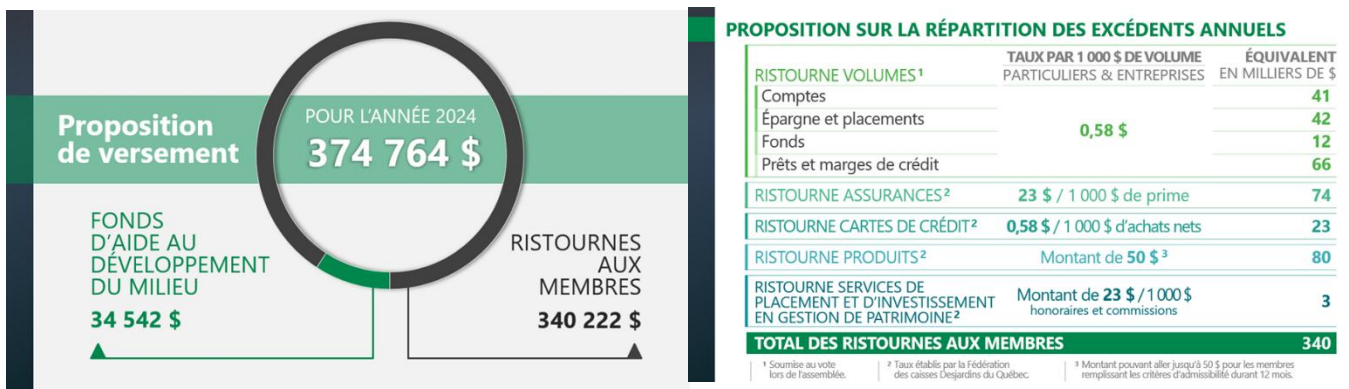 Proposition
de versement
POUR L'ANNÉE 2024
374 764 $
FONDS
D'AIDE AU
DÉVELOPPEMENT
DU MILIEU
34 542 $
RISTOURNES
AUX
MEMBRES
340 222 $
PROPOSITION SUR LA RÉPARTITION DES EXCÉDENTS ANNUELS
RISTOURNE VOLUMES¹
TAUX PAR 1 000 $ DE VOLUME
PARTICULIERS & ENTREPRISES
ÉQUIVALENT
EN MILLIERS DE $
Comptes 41
Épargne et placements 42
0,58 $
Fonds 12
Prêts et marges de crédit 66
RISTOURNE ASSURANCES² 23 $ / 1 000 $ de prime 74
RISTOURNE CARTES DE CRÉDIT² 0,58 $ / 1 000 $ d'achats nets 23
RISTOURNE PRODUITS² Montant de 50 $ ³ 80
RISTOURNE SERVICES DE
PLACEMENT ET D'INVESTISSEMENT
EN GESTION DE PATRIMOINE²
Montant de 23 $ / 1 000 $
honoraires et commissions
3
TOTAL DES RISTOURNES AUX MEMBRES 340
¹ Soumise au vote
lors de l'assemblée.
² Taux établis par la Fédération
des caisses Desjardins du Québec.
³ Montant pouvant aller jusqu'à 50 $ pour les membres
remplissant les critères d'admissibilité durant 12 mois.